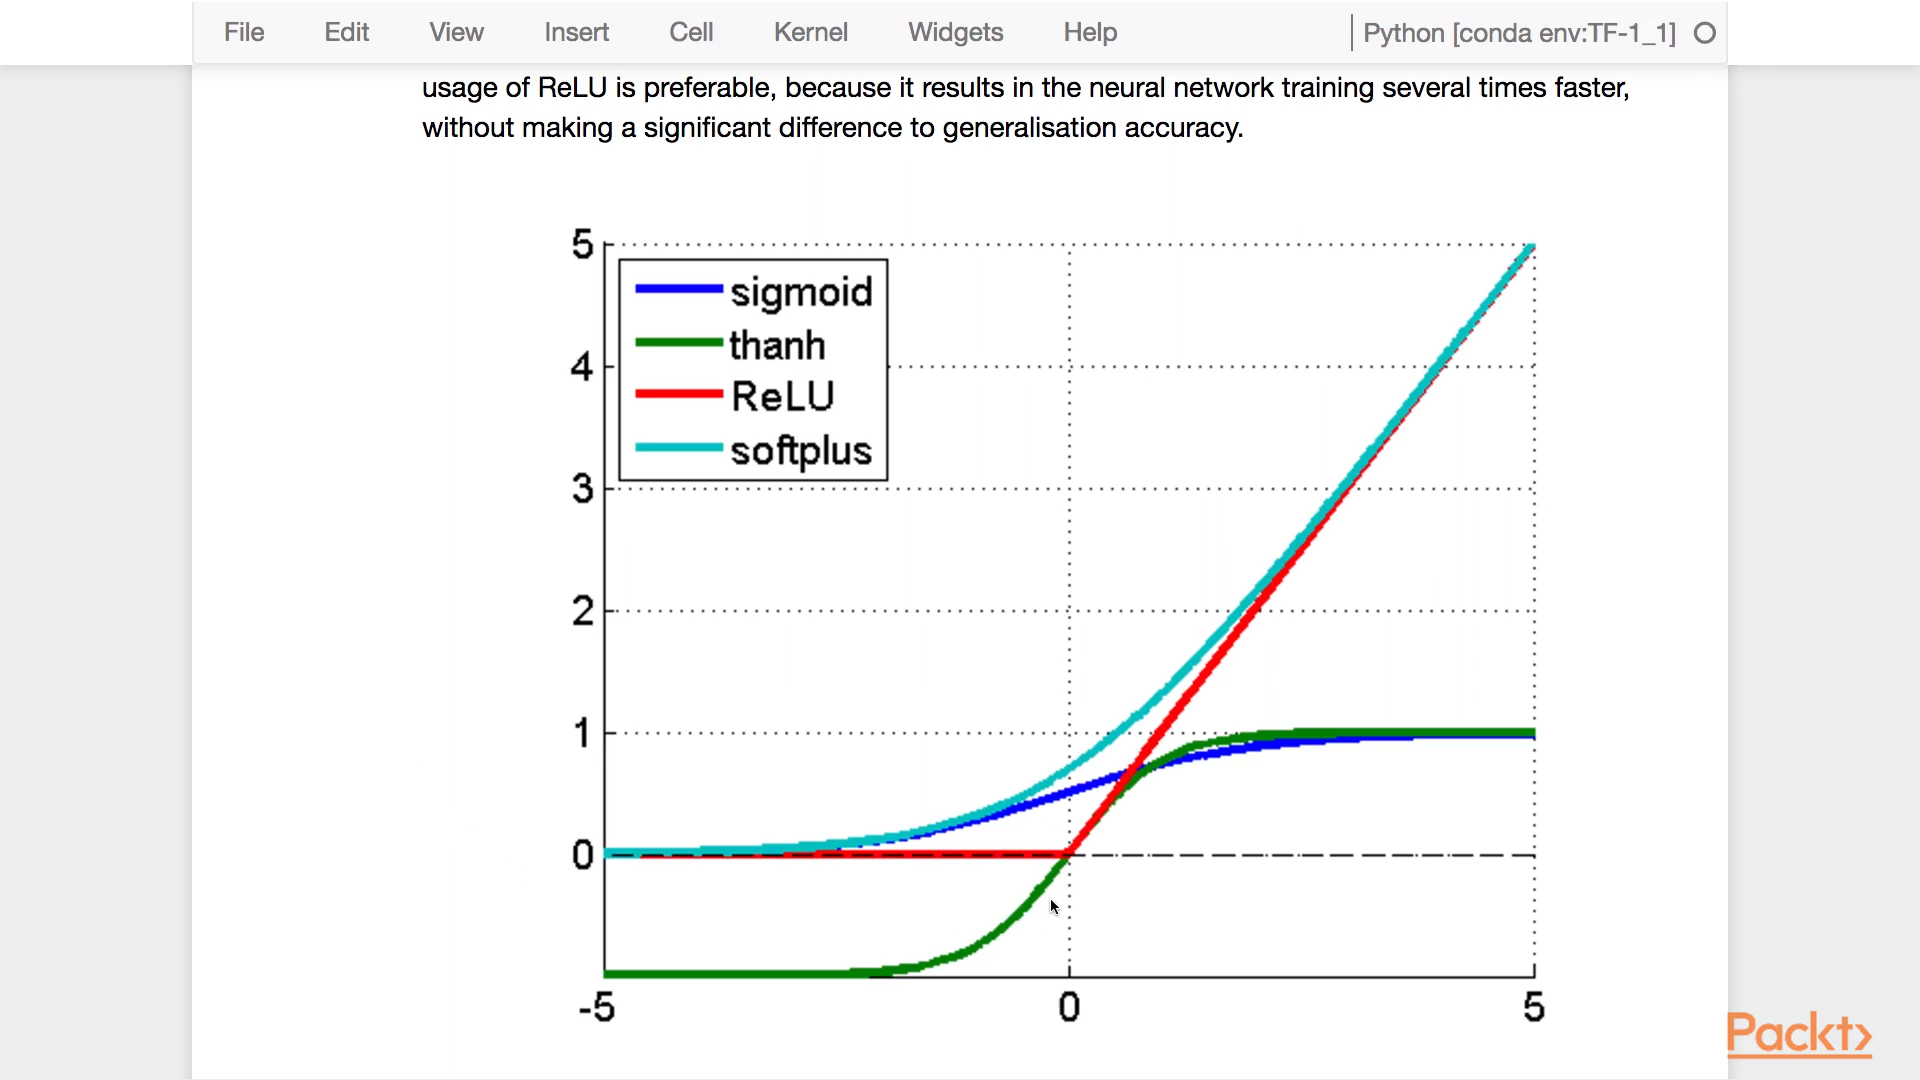 File Edit View Insert Cell Kernel Widgets Help Python [conda env:TF-1_1]
usage of ReLU is preferable, because it results in the neural network training several times faster,
without making a significant difference to generalisation accuracy.
5
sigmoid
thanh
4
ReLU
softplus
3
2
1
0
-5 0 5
Packt>